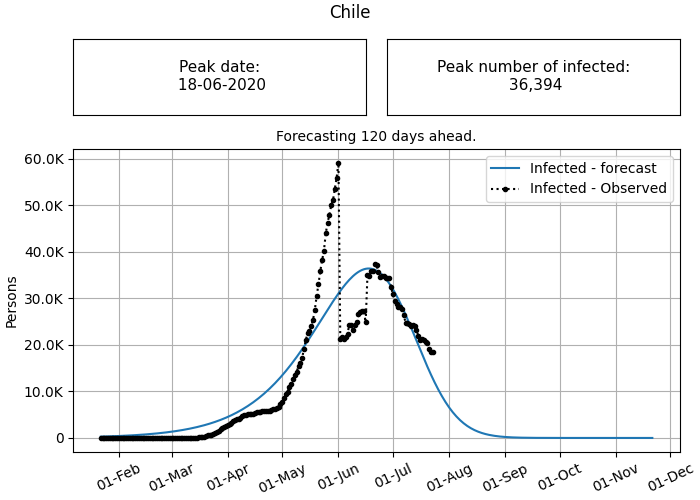 Chile
Peak date:
18-06-2020
Peak number of infected:
36,394
Forecasting 120 days ahead.
60.0K
50.0K
40.0K
30.0K
20.0K
10.0K
0
Persons
Infected - forecast
Infected - Observed
01-Feb
01-Mar
01-Apr
01-May
01-Jun
01-Jul
01-Aug
01-Sep
01-Oct
01-Nov
01-Dec